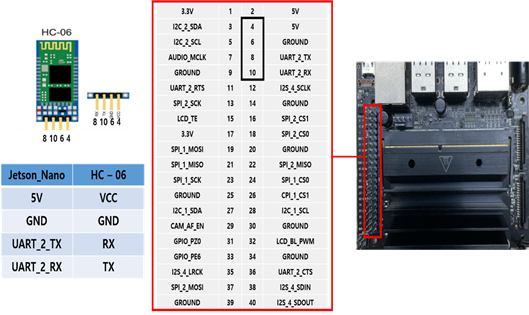 HC-06
RX
TX
GND
VCC
8 10 6 4
8 10 6 4
Jetson_Nano HC – 06
5V VCC
GND GND
UART_2_TX RX
UART_2_RX TX
3.3V 1 2 5V
I2C_2_SDA 3 4 5V
I2C_2_SCL 5 6 GROUND
AUDIO_MCLK 7 8 UART_2_TX
GROUND 9 10 UART_2_RX
UART_2_RTS 11 12 I2S_4_SCLK
SPI_2_SCK 13 14 GROUND
LCD_TE 15 16 SPI_2_CS1
3.3V 17 18 SPI_2_CS0
SPI_1_MOSI 19 20 GROUND
SPI_1_MISO 21 22 SPI_2_MISO
SPI_1_SCK 23 24 SPI_1_CS0
GROUND 25 26 CPI_1_CS1
I2C_1_SDA 27 28 I2C_1_SCL
CAM_AF_EN 29 30 GROUND
GPIO_PZ0 31 32 LCD_BL_PWM
GPIO_PE6 33 34 GROUND
I2S_4_LRCK 35 36 UART_2_CTS
SPI_2_MOSI 37 38 I2S_4_SDIN
GROUND 39 40 I2S_4_SDOUT